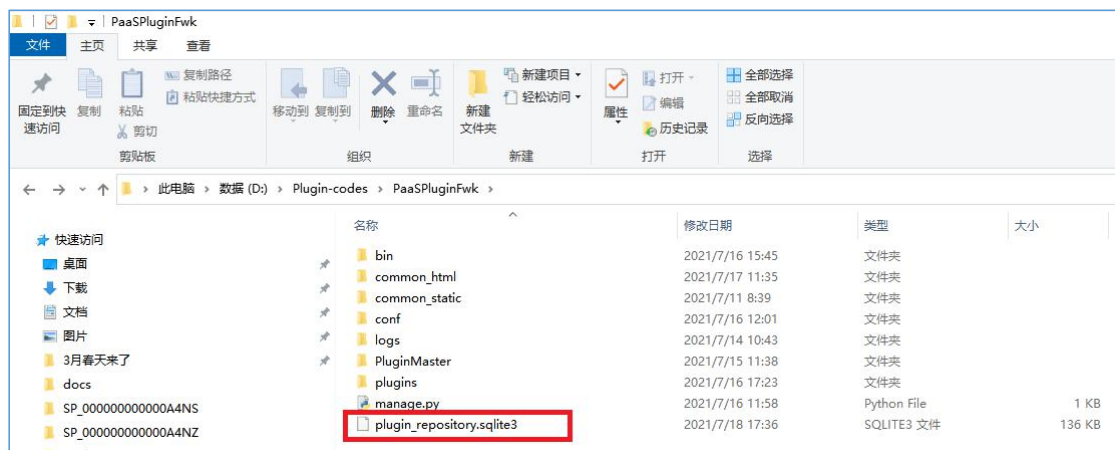 PaaSPluginFwk
文件 主页 共享 查看
固定到快速访问 复制 粘贴 复制路径 粘贴快捷方式 剪切 移动到 复制到 删除 重命名 新建文件夹 新建项目 轻松访问 属性 打开 编辑 历史记录 全部选择 全部取消 反向选择
剪贴板 组织 新建 打开 选择
此电脑 › 数据 (D:) › Plugin-codes › PaaSPluginFwk ›
名称 修改日期 类型 大小
快速访问
桌面
下载
文档
图片
3月春天来了
docs
SP_000000000000A4NS
SP_000000000000A4NZ
bin 2021/7/16 15:45 文件夹
common_html 2021/7/17 11:35 文件夹
common_static 2021/7/11 8:39 文件夹
conf 2021/7/16 12:01 文件夹
logs 2021/7/14 10:43 文件夹
PluginMaster 2021/7/15 11:38 文件夹
plugins 2021/7/16 17:23 文件夹
manage.py 2021/7/16 11:58 Python File 1 KB
plugin_repository.sqlite3 2021/7/18 17:36 SQLITE3 文件 136 KB